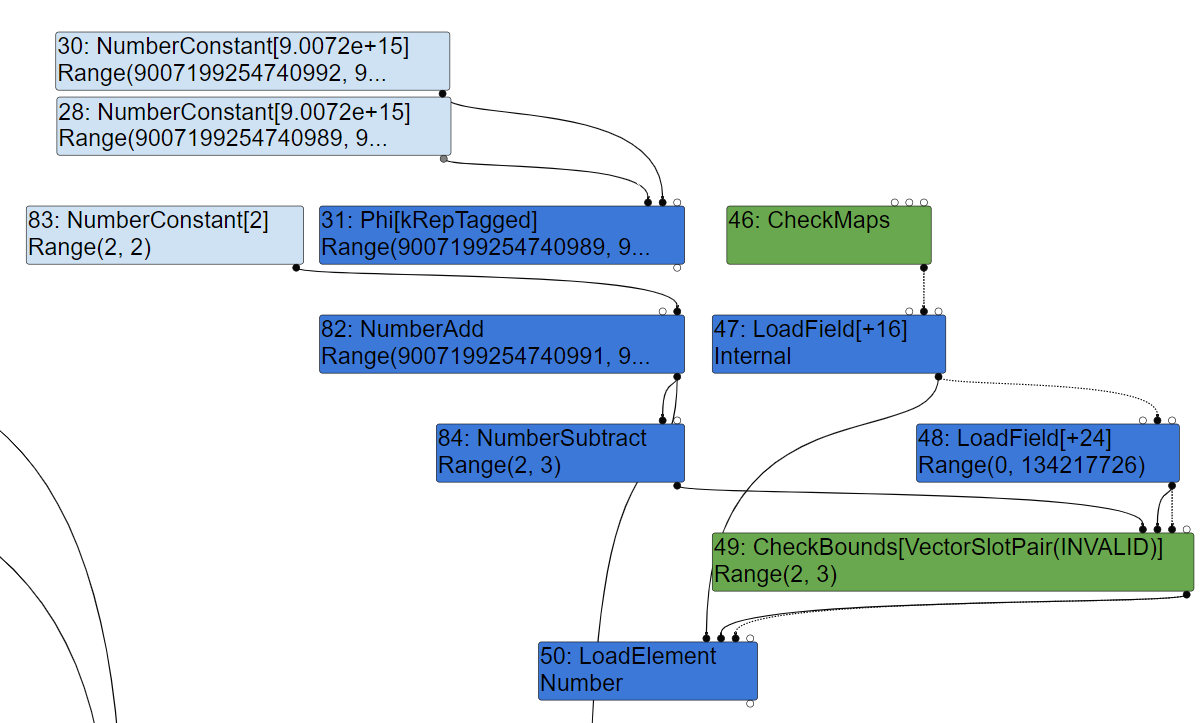 30: NumberConstant[9.0072e+15]
Range(9007199254740992, 9...
28: NumberConstant[9.0072e+15]
Range(9007199254740989, 9...
83: NumberConstant[2]
Range(2, 2)
31: Phi[kRepTagged]
Range(9007199254740989, 9...
46: CheckMaps
82: NumberAdd
Range(9007199254740991, 9...
47: LoadField[+16]
Internal
84: NumberSubtract
Range(2, 3)
48: LoadField[+24]
Range(0, 134217726)
49: CheckBounds[VectorSlotPair(INVALID)]
Range(2, 3)
50: LoadElement
Number